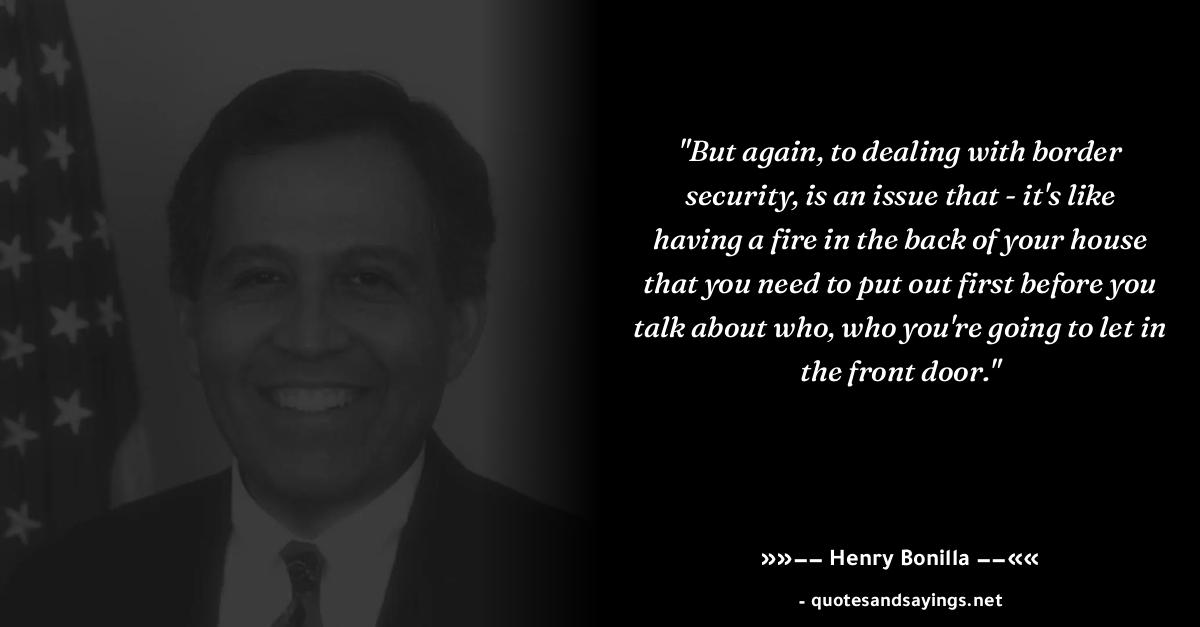 "But again, to dealing with border
security, is an issue that - it's like
having a fire in the back of your house
that you need to put out first before you
talk about who, who you're going to let in
the front door."
»»−− Henry Bonilla −−««
- quotesandsayings.net